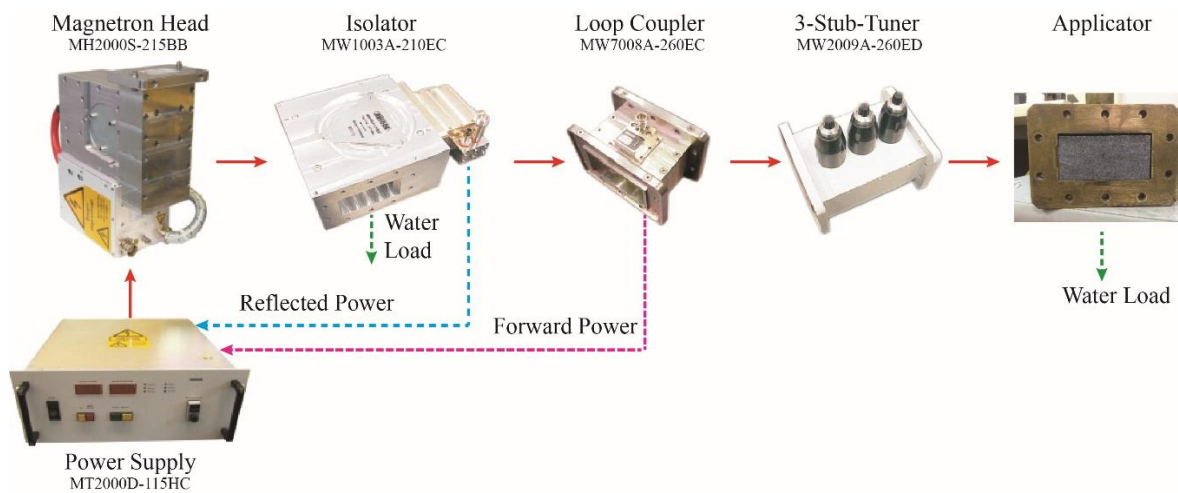 Magnetron Head
MH2000S-215BB
Isolator
MW1003A-210EC
Loop Coupler
MW7008A-260EC
3-Stub-Tuner
MW2009A-260ED
Applicator
Water
Load
Water Load
Reflected Power
Forward Power
Power Supply
MT2000D-115HC